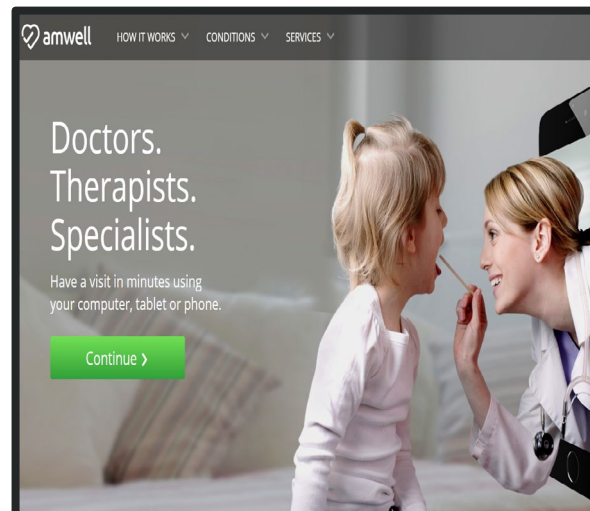 amwell
HOW IT WORKS CONDITIONS SERVICES
Doctors.
Therapists.
Specialists.
Have a visit in minutes using
your computer, tablet or phone.
Continue ❯